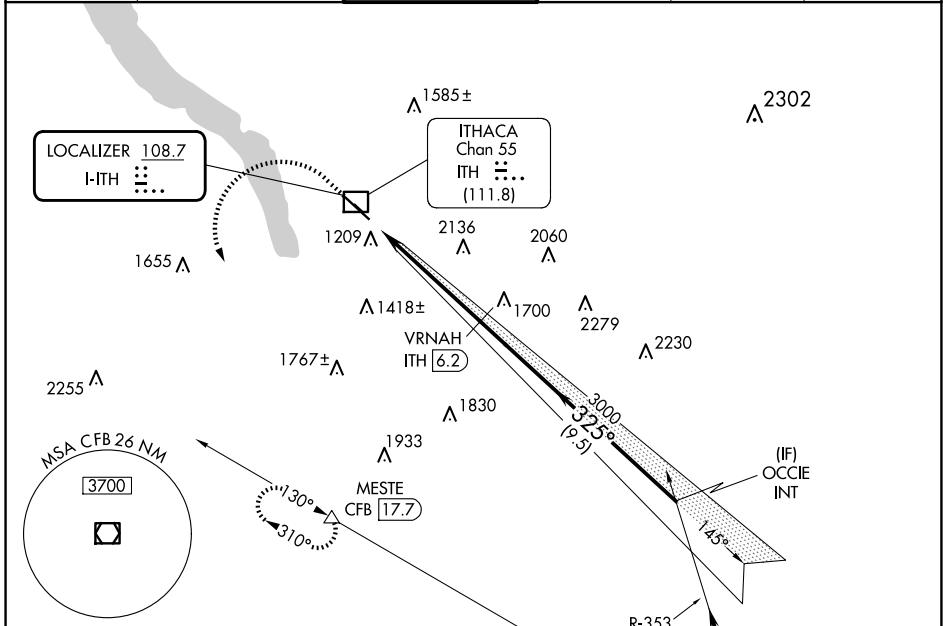 1585±
2302
LOCALIZER 108.7
I-ITH
ITHACA
Chan 55
ITH
(111.8)
1209
2136
2060
1655
1418±
1700
2279
VRNAH
ITH 6.2
2230
1767±
2255
1830
3000
325°
(9.5)
1933
MSA CFB 26 NM
3700
(IF)
OCCIE
INT
MESTE
CFB 17.7
130°
310°
145°
R-353